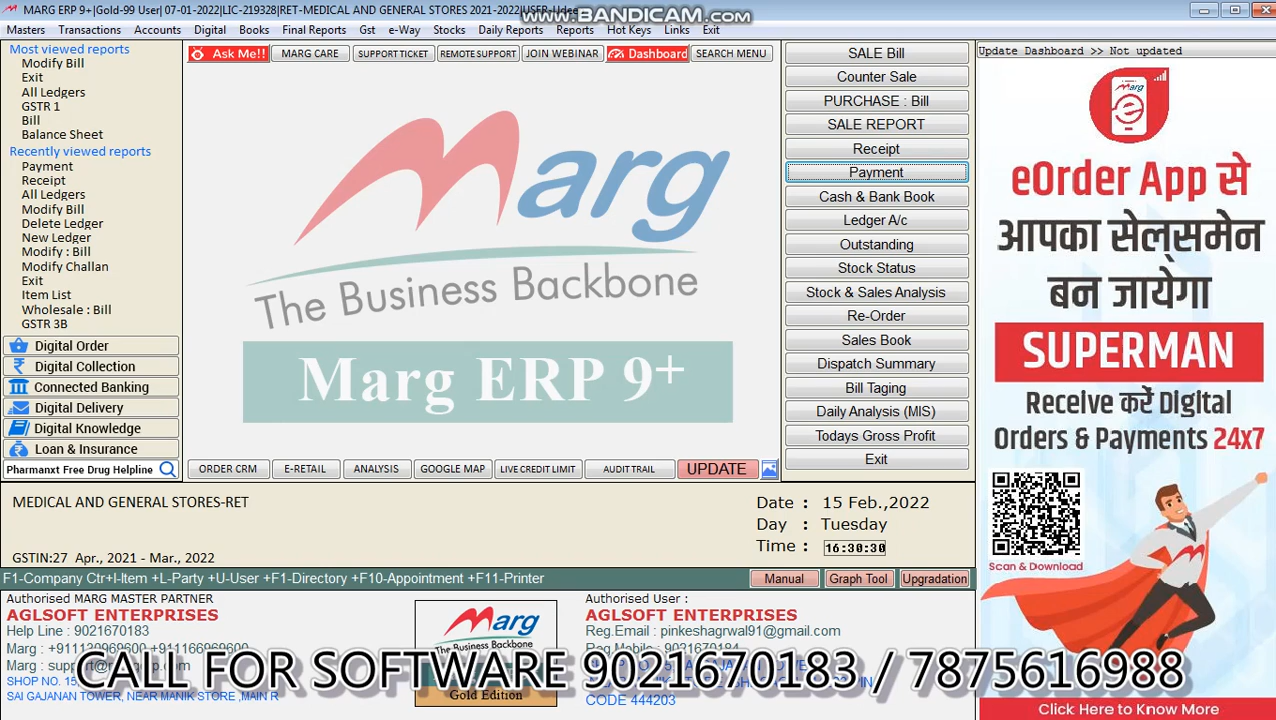 MARG ERP 9+|Gold-99 User| 07-01-2022|LIC-219328|RET-MEDICAL AND GENERAL STORES 2021-2022|USER-Udee
www.BANDICAM.com
Masters Transactions Accounts Digital Books Final Reports Gst e-Way Stocks Daily Reports Reports Hot Keys Links Exit
Most viewed reports
Modify Bill
Exit
All Ledgers
GSTR 1
Bill
Balance Sheet
Recently viewed reports
Payment
Receipt
All Ledgers
Modify Bill
Delete Ledger
New Ledger
Modify : Bill
Modify Challan
Exit
Item List
Wholesale : Bill
GSTR 3B
Digital Order
Digital Collection
Connected Banking
Digital Delivery
Digital Knowledge
Loan & Insurance
Pharmanxt Free Drug Helpline
Ask Me!! MARG CARE SUPPORT TICKET REMOTE SUPPORT JOIN WEBINAR Dashboard SEARCH MENU
marg
The Business Backbone
Marg ERP 9+
ORDER CRM E-RETAIL ANALYSIS GOOGLE MAP LIVE CREDIT LIMIT AUDIT TRAIL UPDATE
SALE Bill
Counter Sale
PURCHASE : Bill
SALE REPORT
Receipt
Payment
Cash & Bank Book
Ledger A/c
Outstanding
Stock Status
Stock & Sales Analysis
Re-Order
Sales Book
Dispatch Summary
Bill Taging
Daily Analysis (MIS)
Todays Gross Profit
Exit
Update Dashboard >> Not updated
marg
e
eOrder App से
आपका सेल्समेन
बन जायेगा
SUPERMAN
Receive करें Digital
Orders & Payments 24x7
Scan & Download
Click Here to Know More
MEDICAL AND GENERAL STORES-RET
GSTIN:27 Apr., 2021 - Mar., 2022
Date : 15 Feb.,2022
Day : Tuesday
Time : 16:30:30
F1-Company Ctr+I-Item +L-Party +U-User +F1-Directory +F10-Appointment +F11-Printer
Manual Graph Tool Upgradation
Authorised MARG MASTER PARTNER
AGLSOFT ENTERPRISES
Help Line : 9021670183
Marg :
Marg :
SHOP NO. 15,
SAI GAJANAN TOWER, NEAR MANIK STORE ,MAIN R
marg
The Business Backbone
Gold Edition
Authorised User :
AGLSOFT ENTERPRISES
Reg.Email : pinkeshagrwal91@gmail.com
Reg.Mobile :
CODE 444203
CALL FOR SOFTWARE 9021670183 / 7875616988